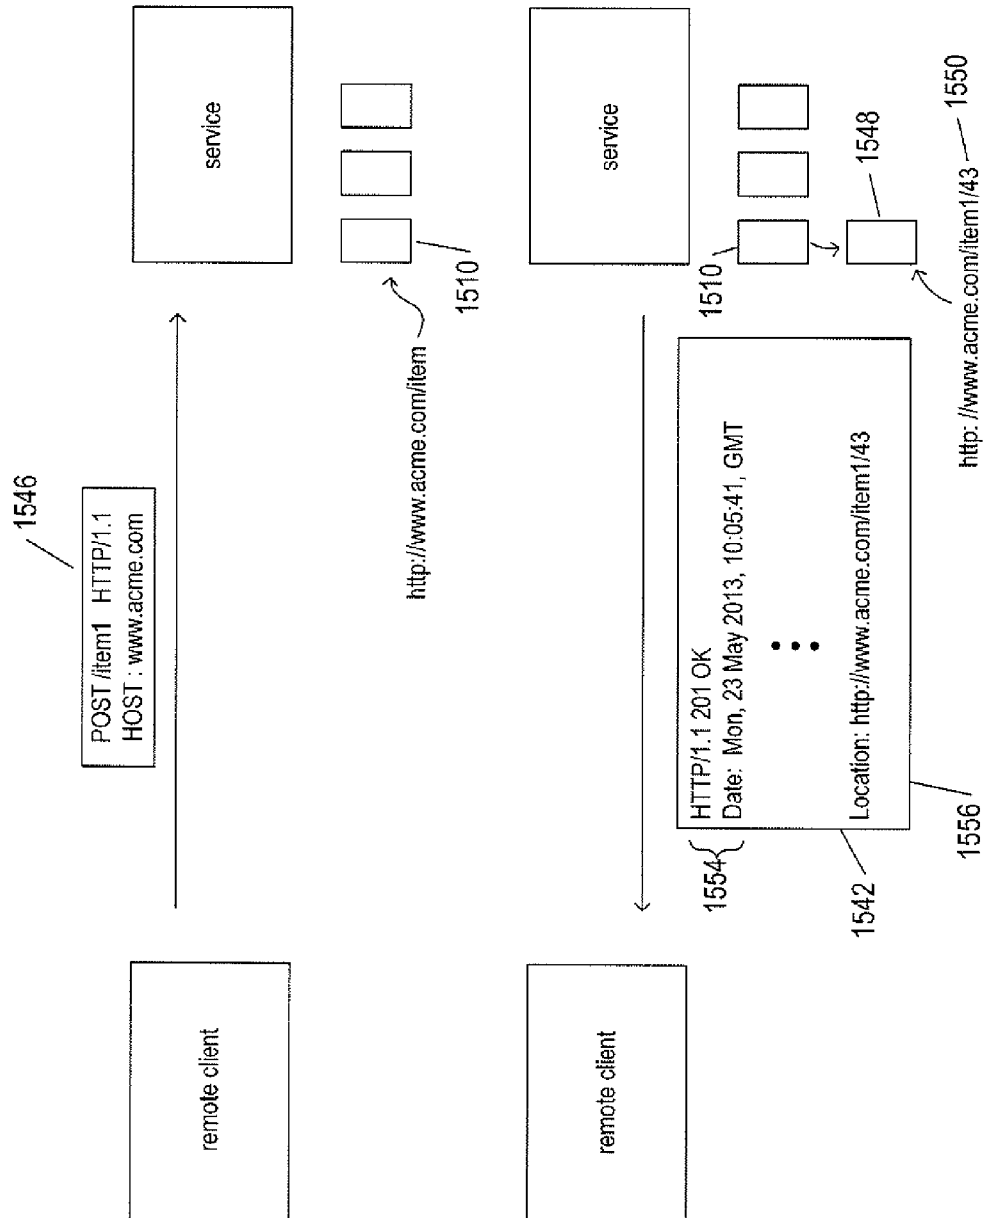 1546
POST /item1 HTTP/1.1
HOST : www.acme.com
remote client
service
http://www.acme.com/item
1510
remote client
service
1554
HTTP/1.1 201 OK
Date: Mon, 23 May 2013, 10:05:41, GMT
Location: http://www.acme.com/item1/43
1542
1556
1510
1548
http: //www.acme.com/item1/43
1550